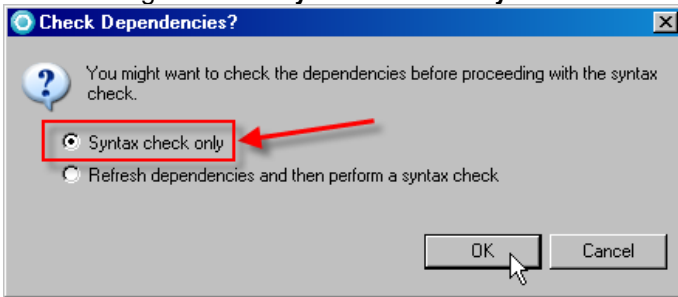 Check Dependencies?
You might want to check the dependencies before proceeding with the syntax
check.
Syntax check only
Refresh dependencies and then perform a syntax check
OK Cancel